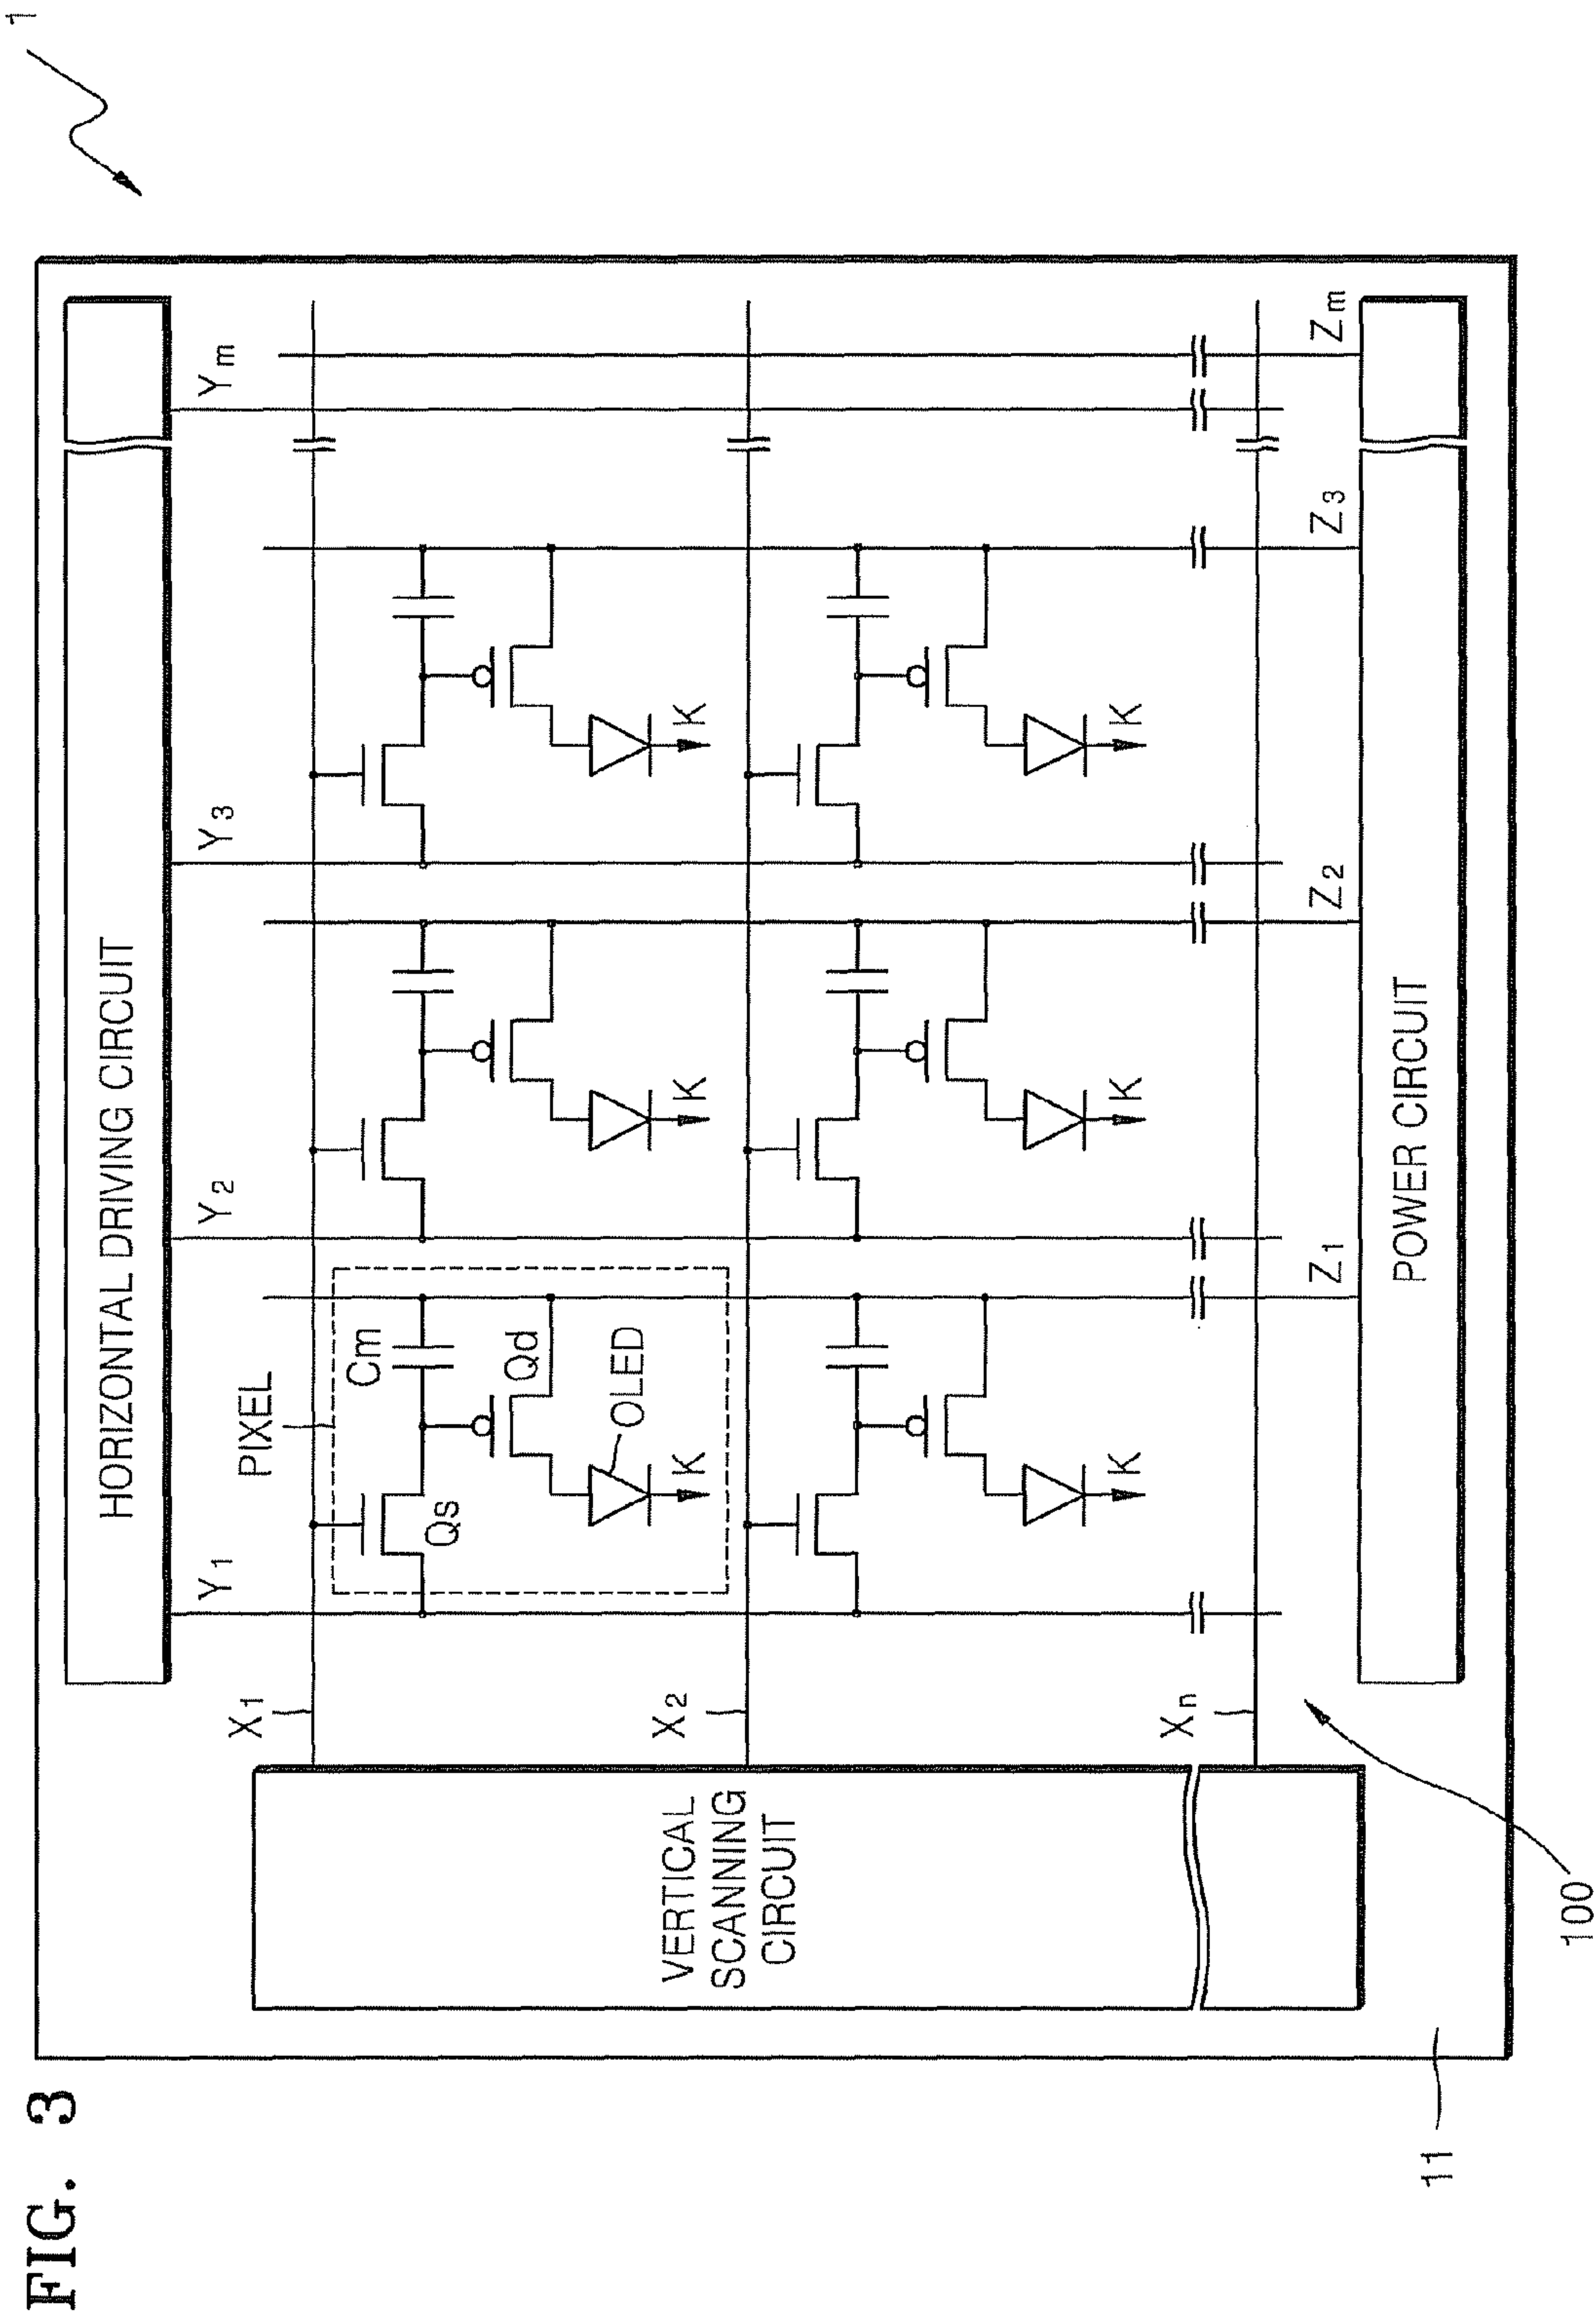 FIG. 3
1
HORIZONTAL DRIVING CIRCUIT
Y1
Y2
Y3
Ym
PIXEL
X1
Cm
Qs
Qd
OLED
K
K
K
X2
K
K
K
VERTICAL
SCANNING
CIRCUIT
Xn
Z1
Z2
Z3
Zm
POWER CIRCUIT
11
100